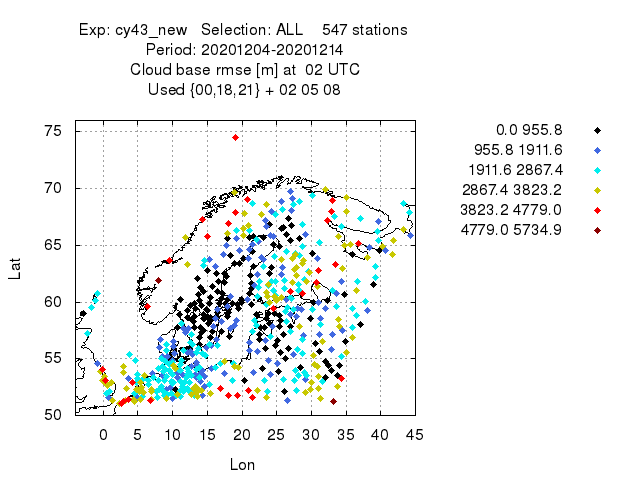 Exp: cy43_new   Selection: ALL    547 stations
Period: 20201204-20201214
Cloud base rmse [m] at  02 UTC
Used {00,18,21} + 02 05 08
0.0 955.8
955.8 1911.6
1911.6 2867.4
2867.4 3823.2
3823.2 4779.0
4779.0 5734.9
75
70
65
60
55
50
Lat
0 5 10 15 20 25 30 35 40 45
Lon